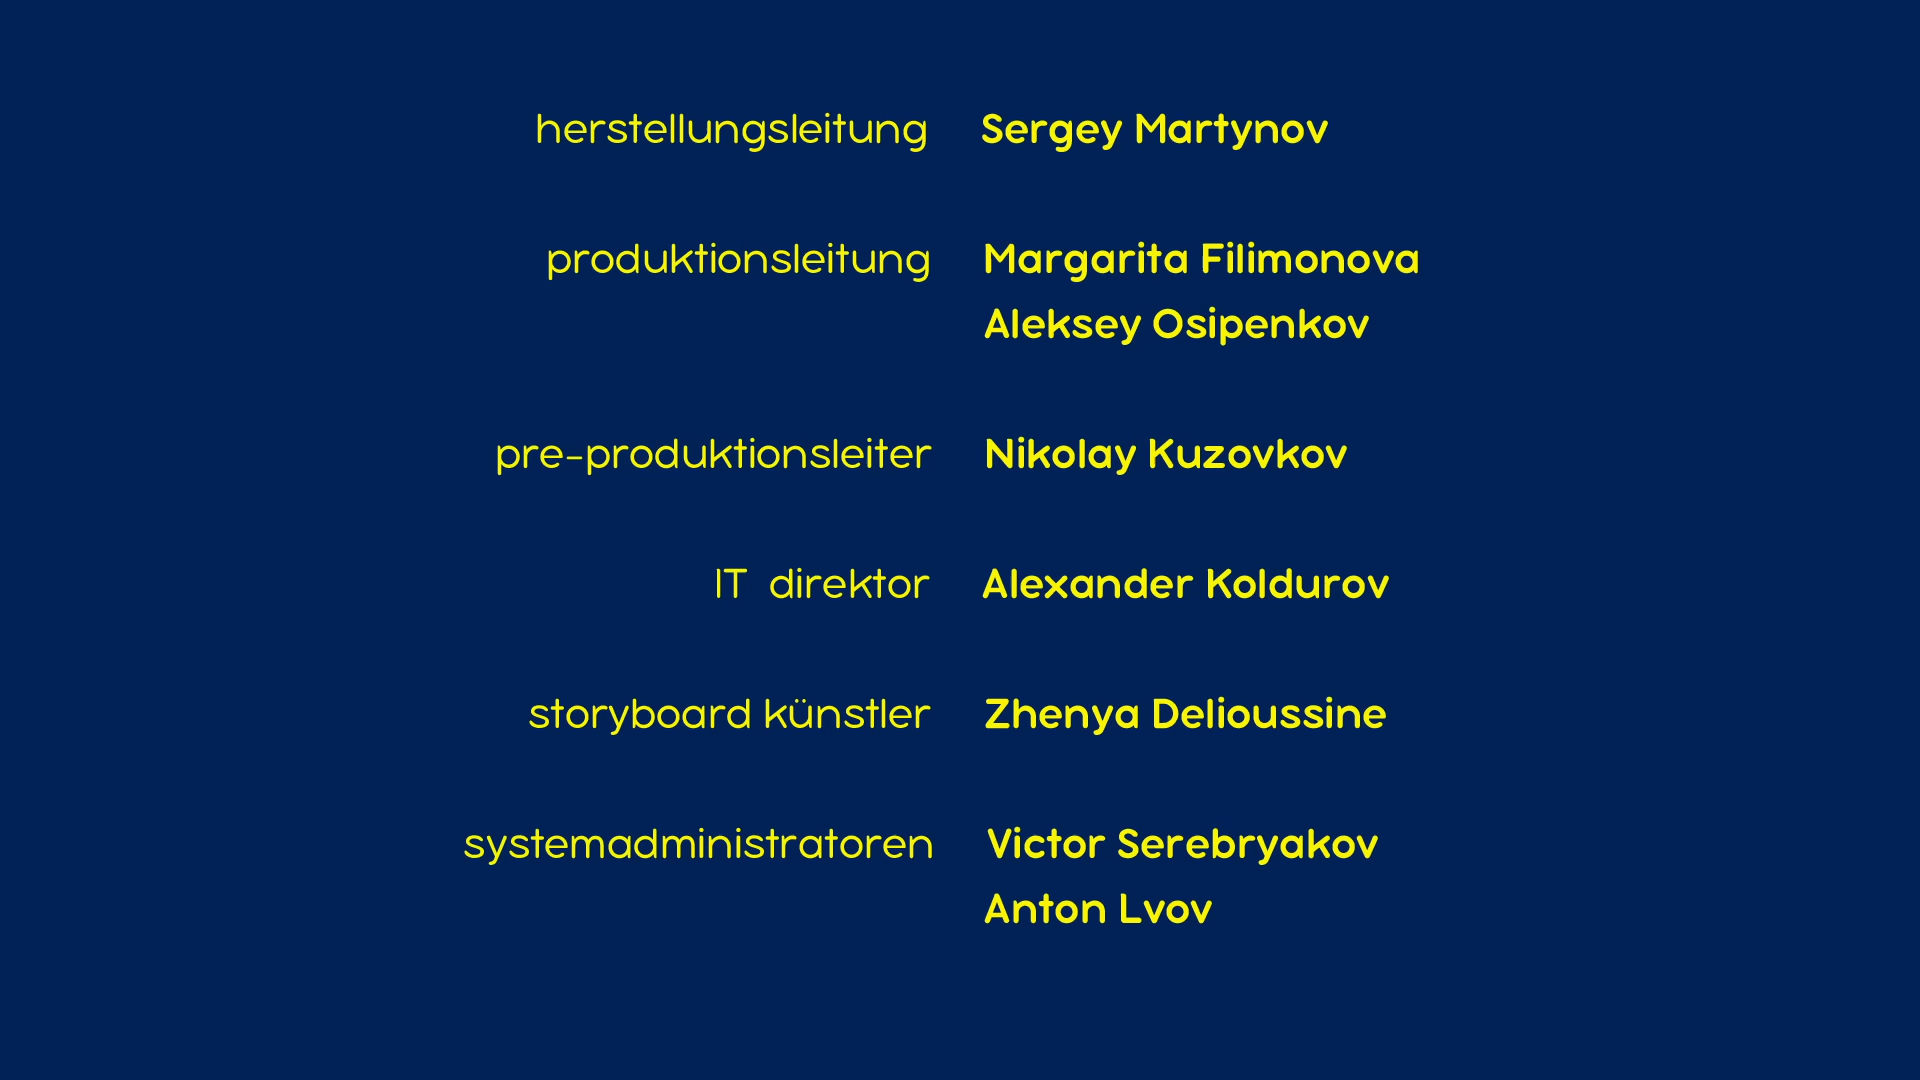 herstellungsleitung Sergey Martynov
produktionsleitung Margarita Filimonova
Aleksey Osipenkov
pre-produktionsleiter Nikolay Kuzovkov
IT direktor Alexander Koldurov
storyboard künstler Zhenya Delioussine
systemadministratoren Victor Serebryakov
Anton Lvov